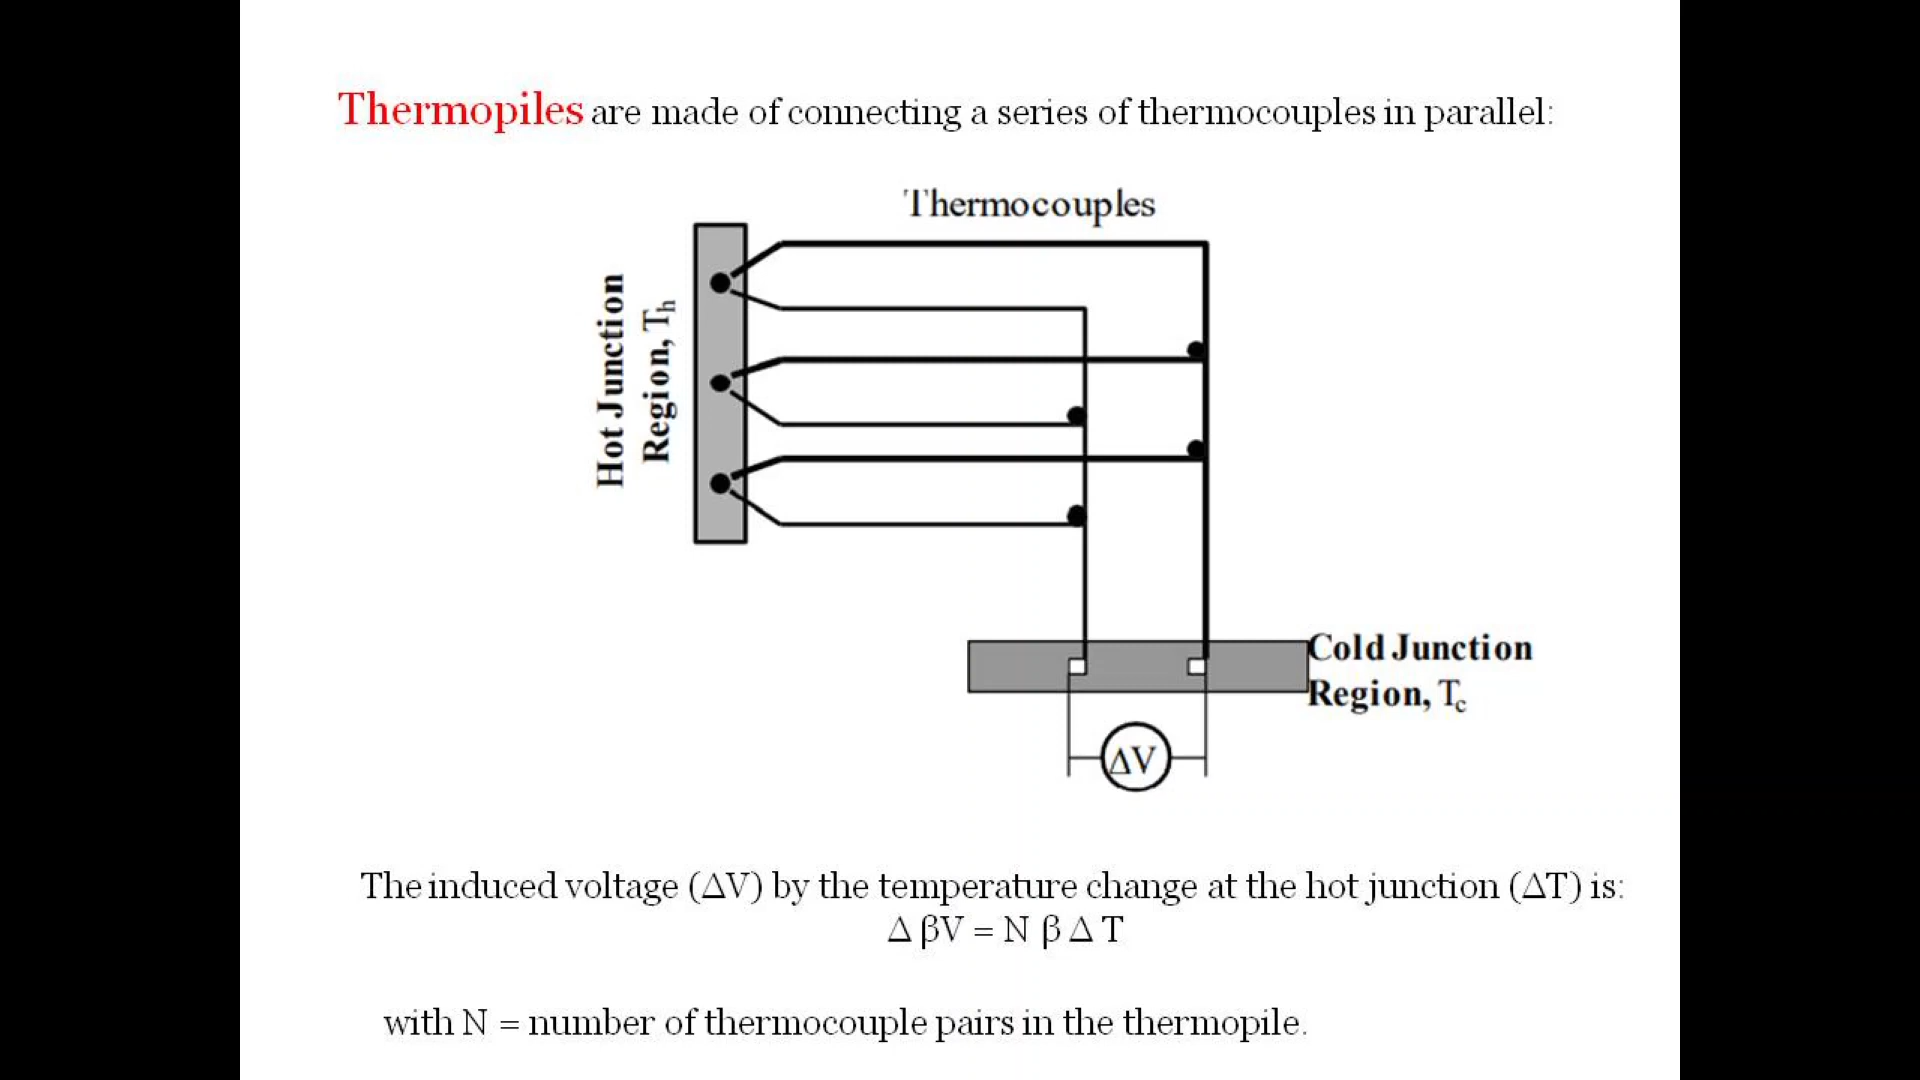 Thermopiles are made of connecting a series of thermocouples in parallel:
Thermocouples
Hot Junction
Region, Tₕ
Cold Junction
Region, T꜀
ΔV
The induced voltage (ΔV) by the temperature change at the hot junction (ΔT) is:
Δ βV = N β Δ T
with N = number of thermocouple pairs in the thermopile.